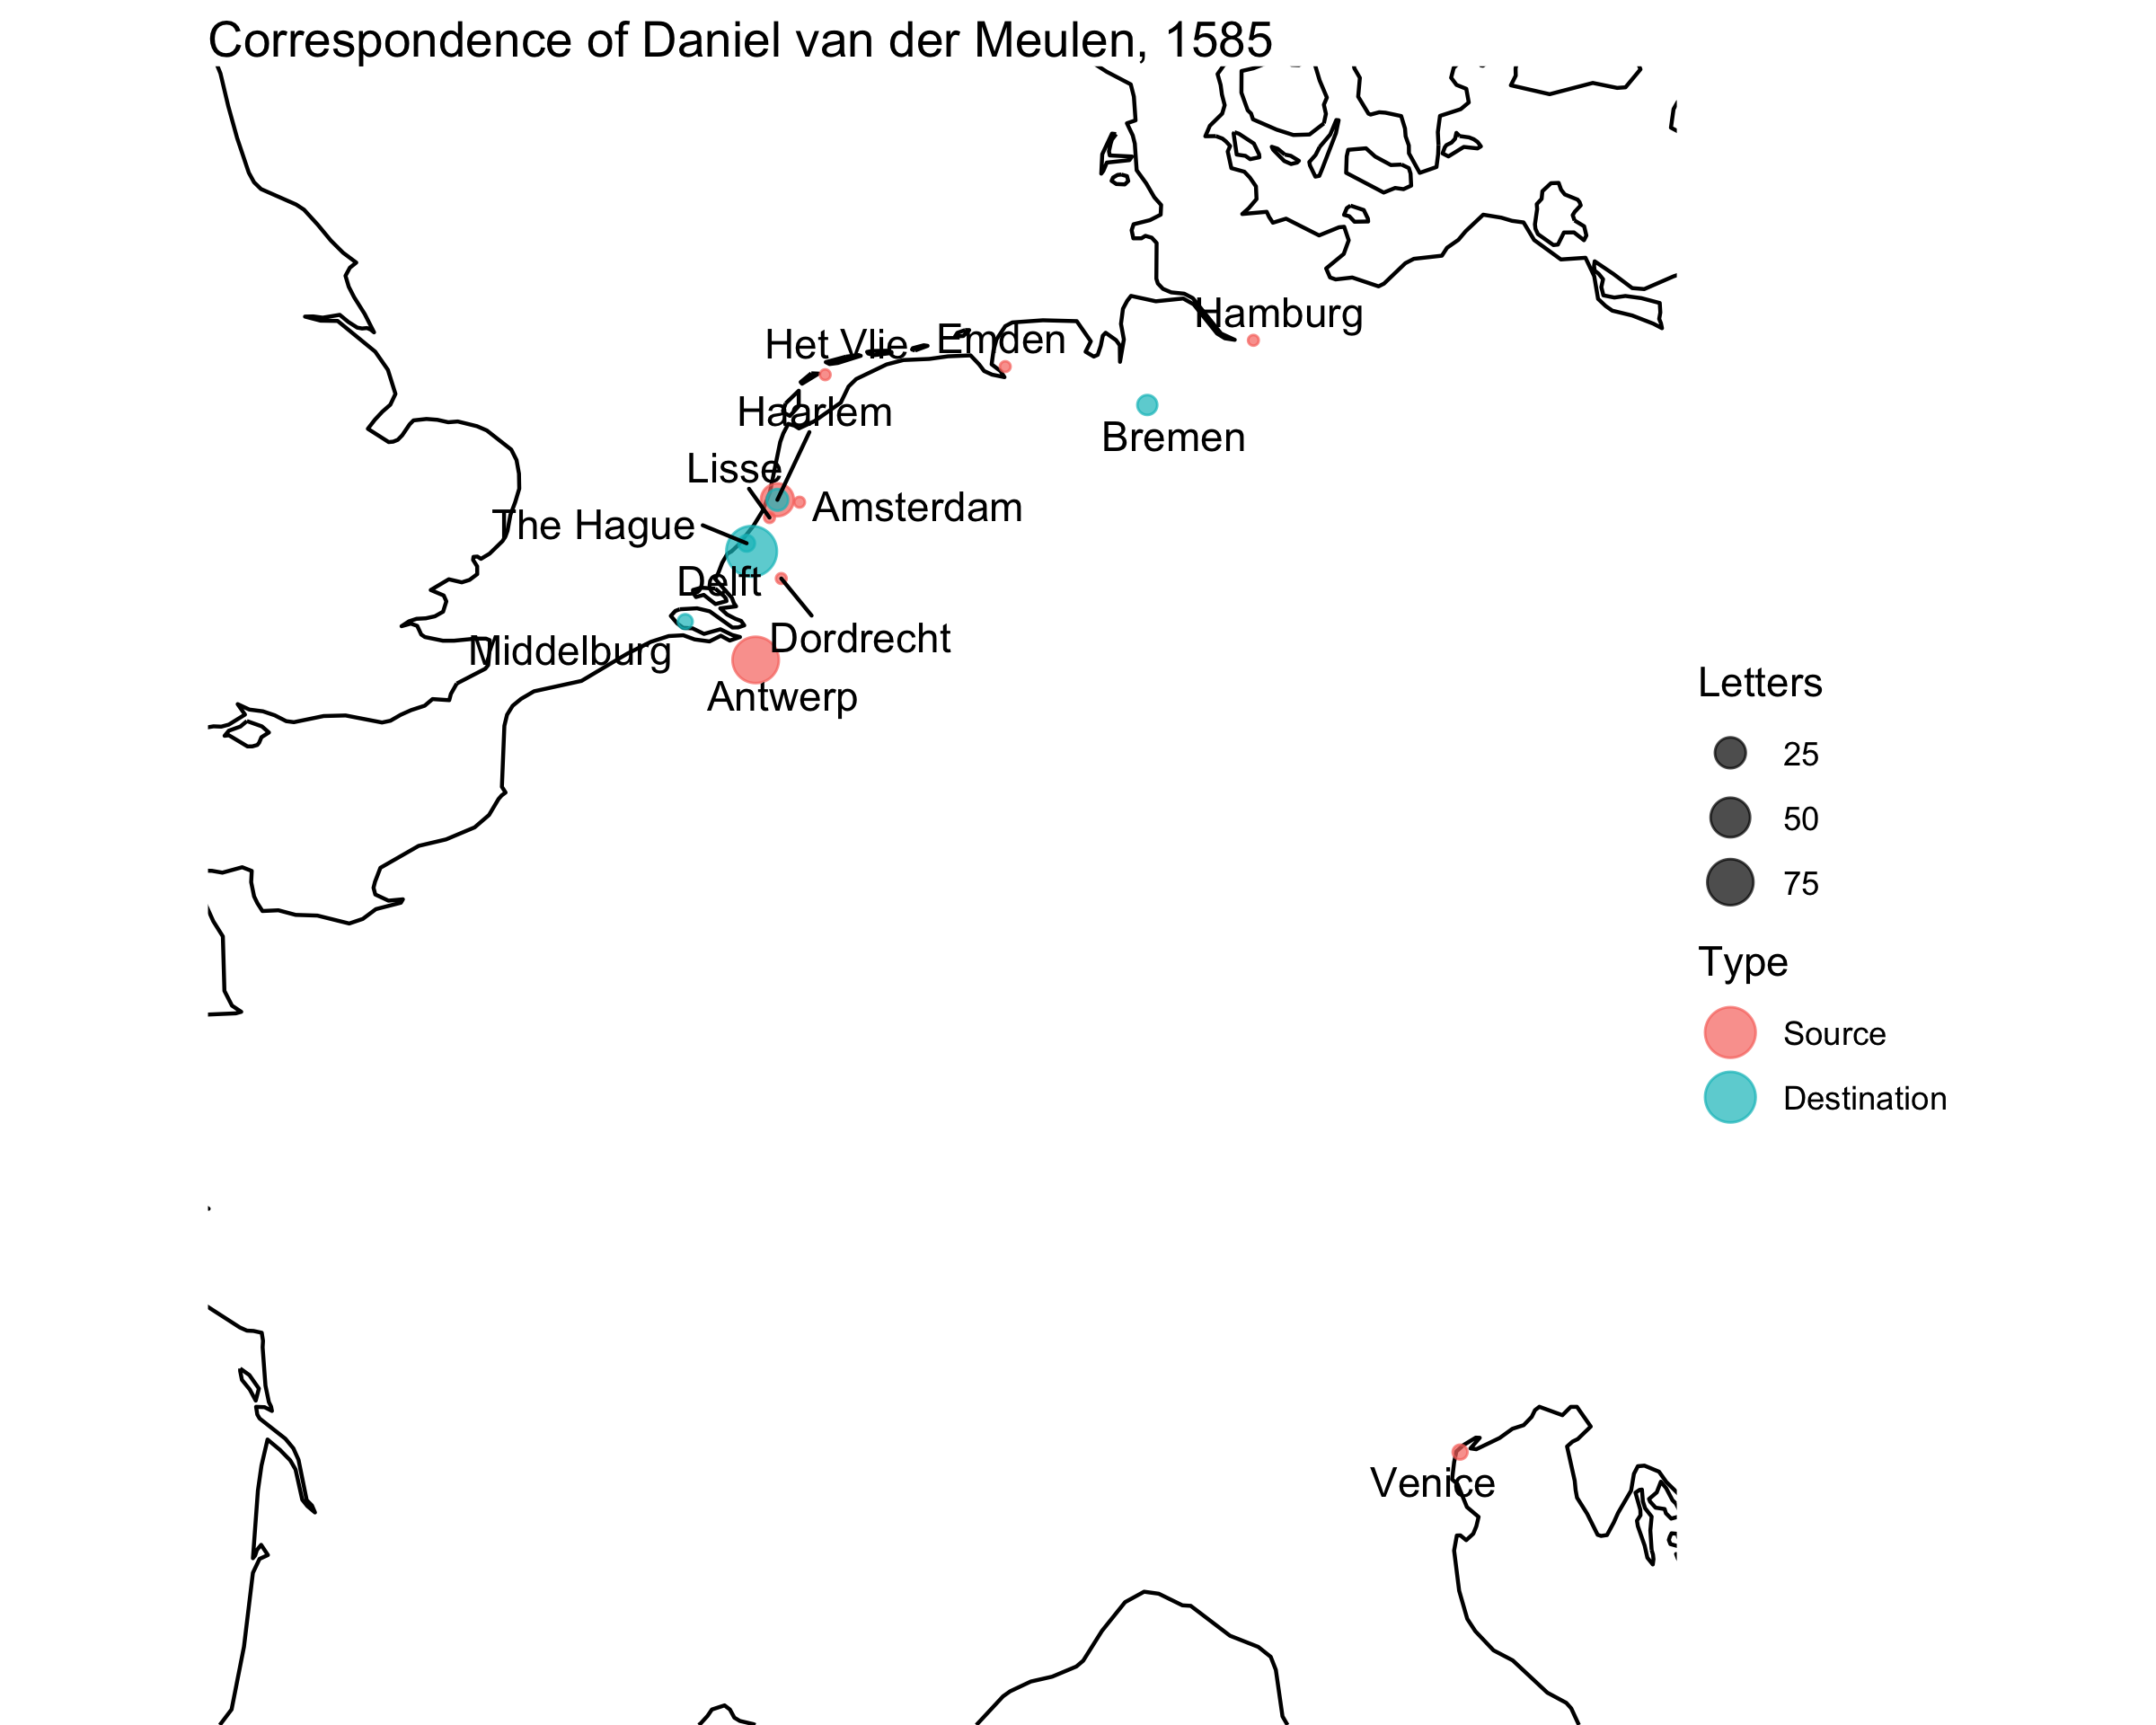 Correspondence of Daniel van der Meulen, 1585
Hamburg
Het Vlie
Emden
Haarlem
Bremen
Lisse
Amsterdam
The Hague
Delft
Dordrecht
Middelburg
Antwerp
Venice
Letters
25
50
75
Type
Source
Destination